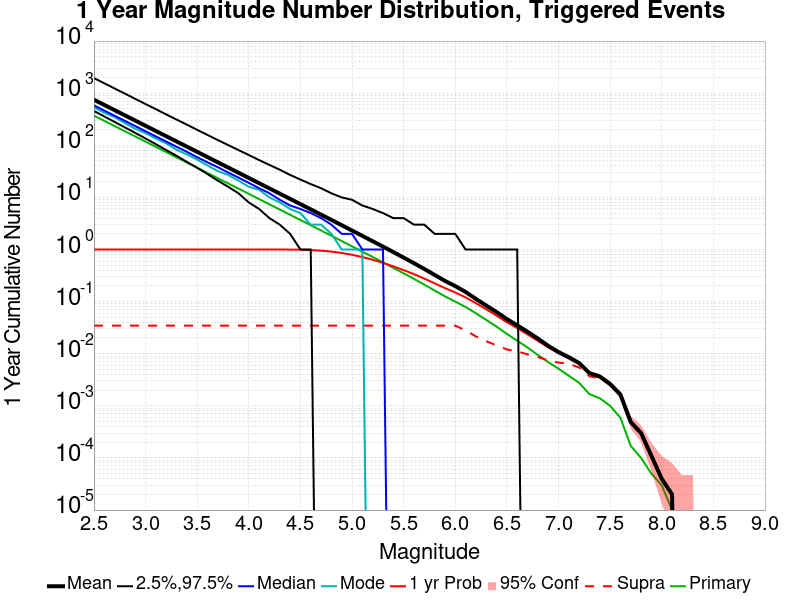 1 Year Magnitude Number Distribution, Triggered Events
1 Year Cumulative Number
10^4
10^3
10^2
10^1
10^0
10^-1
10^-2
10^-3
10^-4
10^-5
2.5 3.0 3.5 4.0 4.5 5.0 5.5 6.0 6.5 7.0 7.5 8.0 8.5 9.0
Magnitude
Mean 2.5%,97.5% Median Mode 1 yr Prob 95% Conf Supra Primary